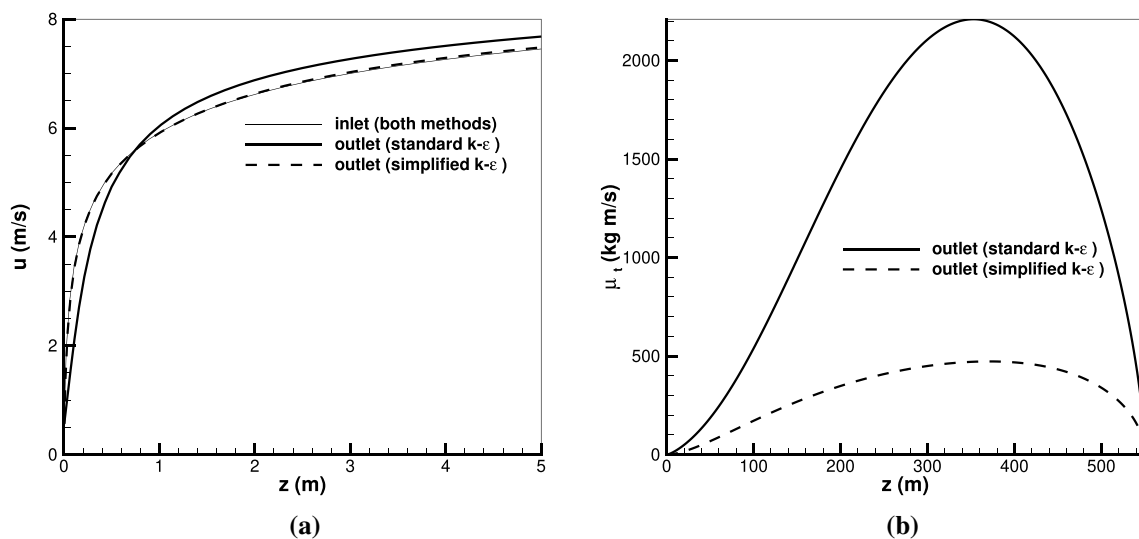 8
6
4
2
0
u (m/s)
inlet (both methods)
outlet (standard k-ε )
outlet (simplified k-ε )
0 1 2 3 4 5
z (m)
(a)
2000
1500
1000
500
0
μ t (kg m/s)
outlet (standard k-ε )
outlet (simplified k-ε )
0 100 200 300 400 500
z (m)
(b)